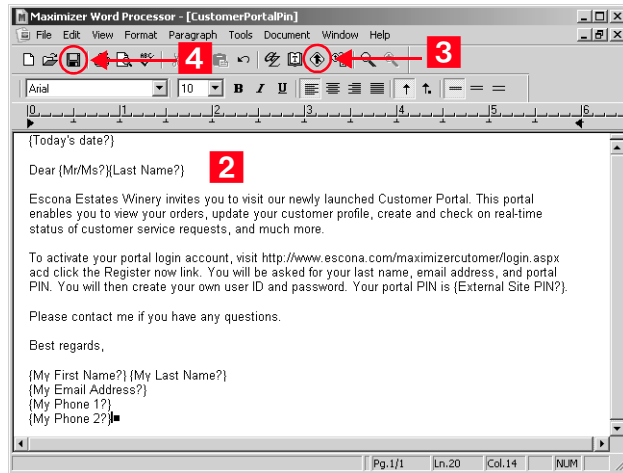 Maximizer Word Processor - [CustomerPortalPin]
File Edit View Format Paragraph Tools Document Window Help
4 3
Arial 10 B I U
0 1 2 3 4 5 6
{Today's date?}
Dear {Mr/Ms?}{Last Name?}
2
Escona Estates Winery invites you to visit our newly launched Customer Portal. This portal
enables you to view your orders, update your customer profile, create and check on real-time
status of customer service requests, and much more.
To activate your portal login account, visit http://www.escona.com/maximizercutomer/login.aspx
acd click the Register now link. You will be asked for your last name, email address, and portal
PIN. You will then create your own user ID and password. Your portal PIN is {External Site PIN?}.
Please contact me if you have any questions.
Best regards,
{My First Name?} {My Last Name?}
{My Email Address?}
{My Phone 1?}
{My Phone 2?}
Pg.1/1 Ln.20 Col.14 NUM